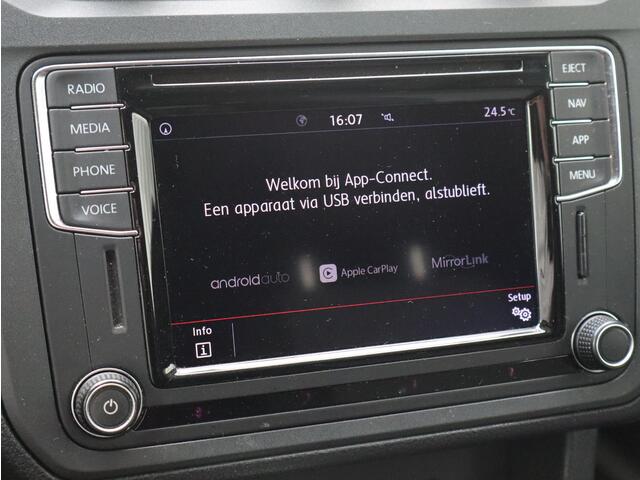 RADIO
MEDIA
PHONE
VOICE
EJECT
NAV
APP
MENU
16:07
24.5 °C
Welkom bij App-Connect.
Een apparaat via USB verbinden, alstublieft.
androidauto
Apple CarPlay
MirrorLink
Info
Setup